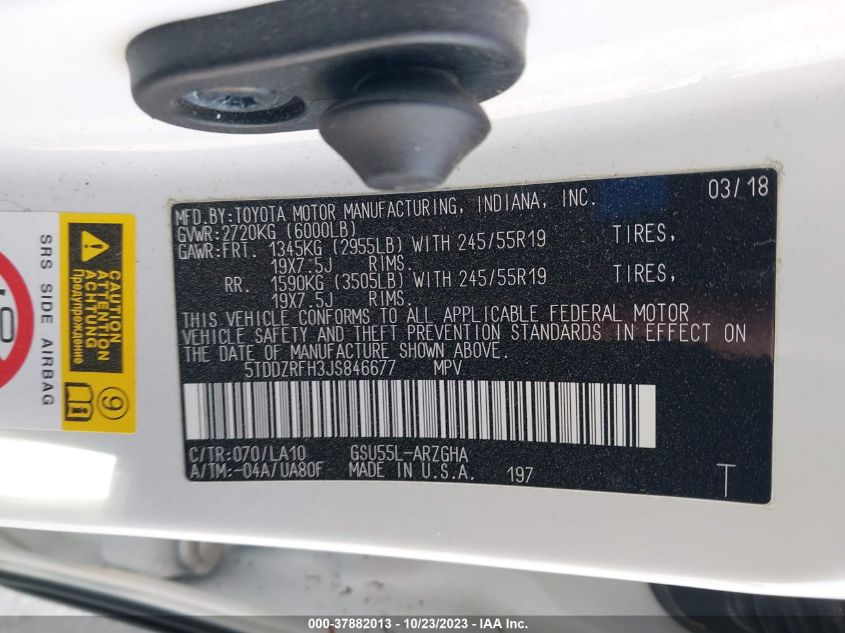 MFD.BY:TOYOTA MOTOR MANUFACTURING, INDIANA, INC. 03/18
GVWR:2720KG (6000LB)
GAWR:FRT. 1345KG (2955LB) WITH 245/55R19 TIRES,
19X7.5J RIMS.
RR. 1590KG (3505LB) WITH 245/55R19 TIRES,
19X7.5J RIMS.
THIS VEHICLE CONFORMS TO ALL APPLICABLE FEDERAL MOTOR
VEHICLE SAFETY AND THEFT PREVENTION STANDARDS IN EFFECT ON
THE DATE OF MANUFACTURE SHOWN ABOVE.
5TDDZRFH3JS846677 MPV
C/TR:070/LA10 GSU55L-ARZGHA
A/TM:-04A/UA80F MADE IN U.S.A. 197 T
SRS SIDE AIRBAG
CAUTION
ATTENTION
ACHTUNG
Предупреждение
9
000-37882013 - 10/23/2023 - IAA Inc.